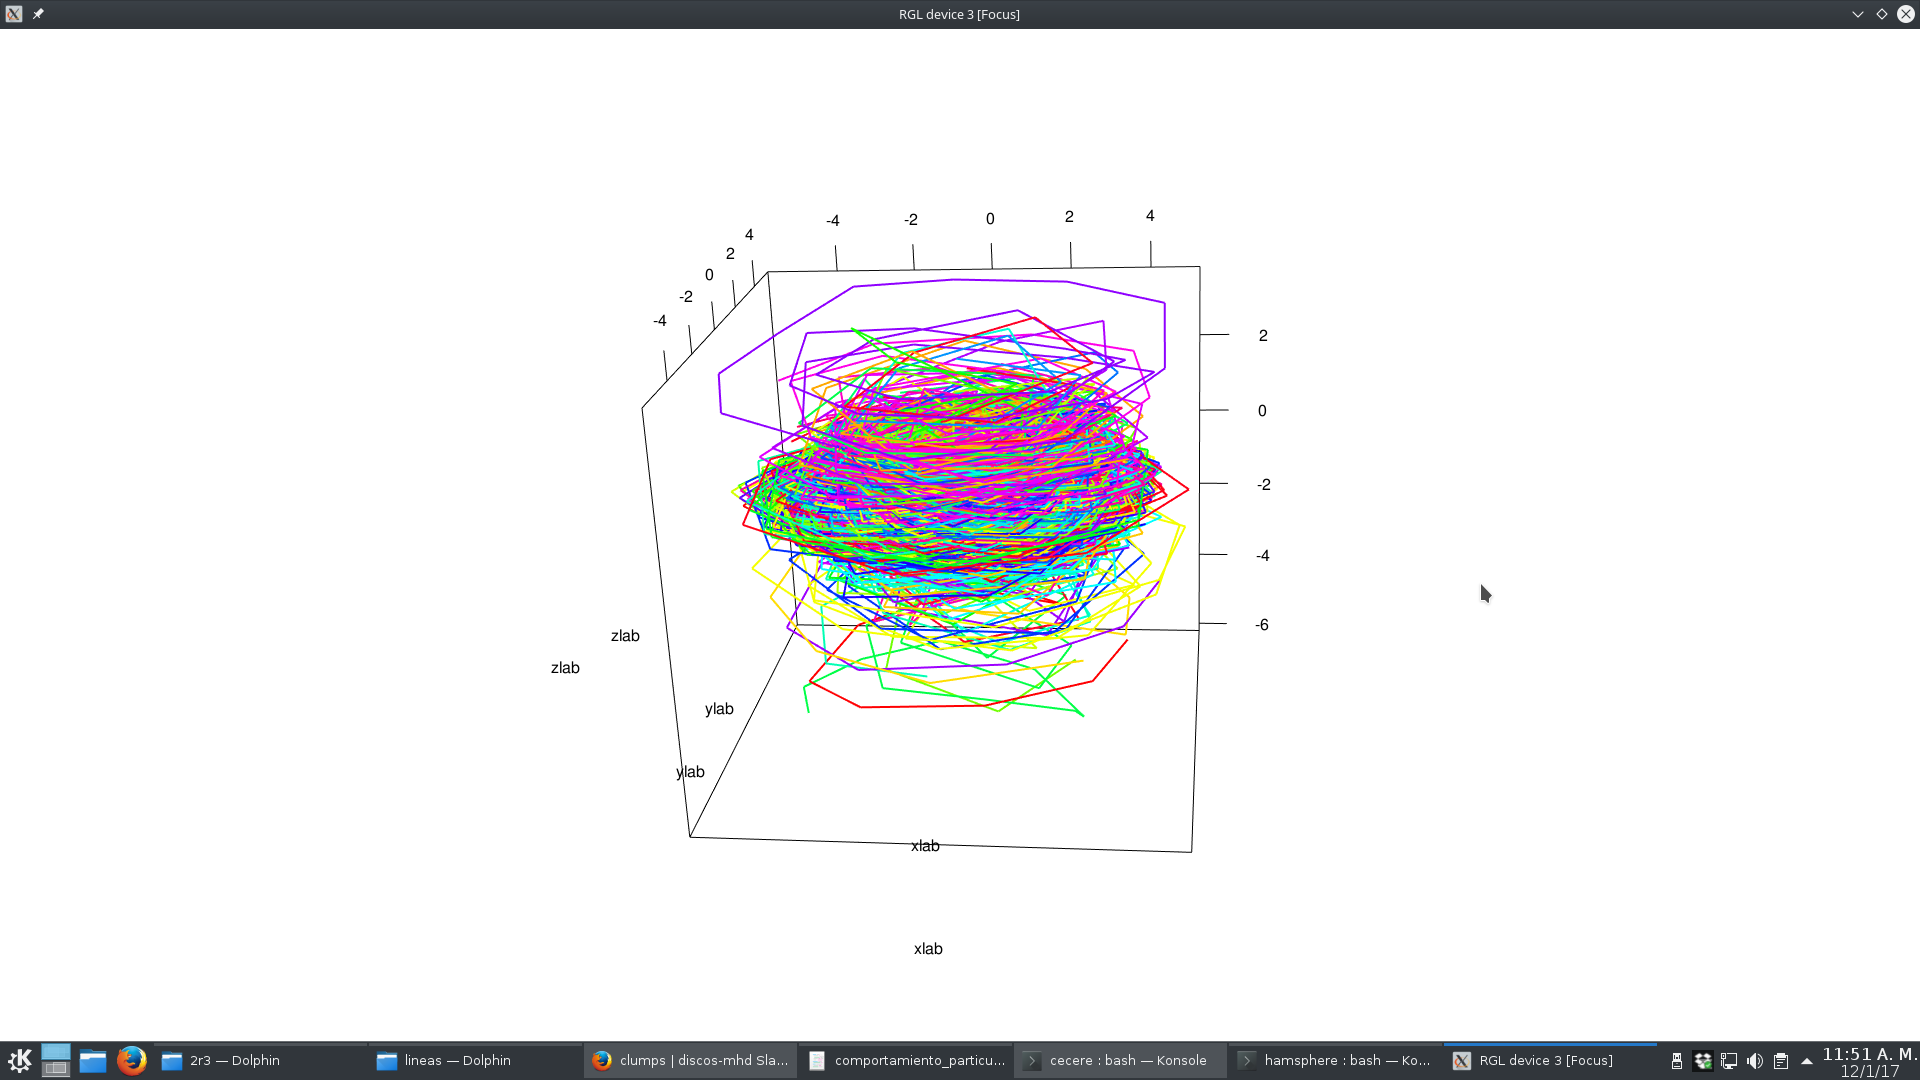 RGL device 3 [Focus]
-4 -2 0 2 4
4
2
0
-2
-4
2
0
-2
-4
-6
zlab
zlab
ylab
ylab
xlab
xlab
2r3 — Dolphin
lineas — Dolphin
clumps | discos-mhd Sla...
comportamiento_particu...
cecere : bash — Konsole
hamsphere : bash — Ko...
RGL device 3 [Focus]
11:51 A. M.
12/1/17